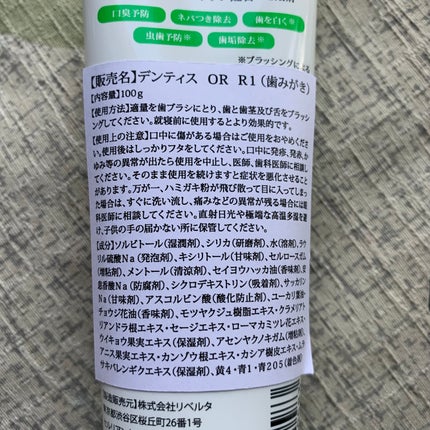 口臭予防
ネバつき除去
歯を白く※
虫歯予防※
歯垢除去※
※ブラッシングによる
【販売名】デンティス OR R1（歯みがき）
【内容量】100g
【使用方法】適量を歯ブラシにとり、歯と歯茎及び舌をブラッシ
ングしてください。就寝前に使用するとより効果的です。
【使用上の注意】口中に傷がある場合はご使用をおやめくださ
い。使用後はしっかりフタをしてください。口中に発疹、発赤、か
ゆみ等の異常が出たら使用を中止し、医師、歯科医師に相談し
てください。そのまま使用を続けますと症状を悪化させること
があります。万が一、ハミガキ粉が飛び散って目に入ってしまっ
た場合は、すぐに洗い流し、痛みなどの異常が残る場合には眼
科医師に相談してください。直射日光や極端な高温多湿を避
け、子供の手の届かない所に保管してください。
【成分】ソルビトール（湿潤剤）、シリカ（研磨剤）、水（溶剤）、ラウ
リル硫酸Na（発泡剤）、キシリトール（甘味剤）、セルロースガム
（増粘剤）、メントール（清涼剤）、セイヨウハッカ油（香味剤）、安
息香酸Na（防腐剤）、シクロデキストリン（吸着剤）、サッカリン
Na（甘味剤）、アスコルビン酸（酸化防止剤）、ユーカリ葉油・
チョウジ花油（香味剤）、モツヤクジュ樹脂エキス・クラメリアト
リアンドラ根エキス・セージエキス・ローマカミツレ花エキス・
ウイキョウ果実エキス（保湿剤）、アセンヤクノキガム（増粘剤）、
アニス果実エキス・カンゾウ根エキス・カシア樹皮エキス・ムラ
サキバレンギクエキス（保湿剤）、黄4・青1・青205（着色剤）
販売元】株式会社リベルタ
東京都渋谷区桜丘町26番1号